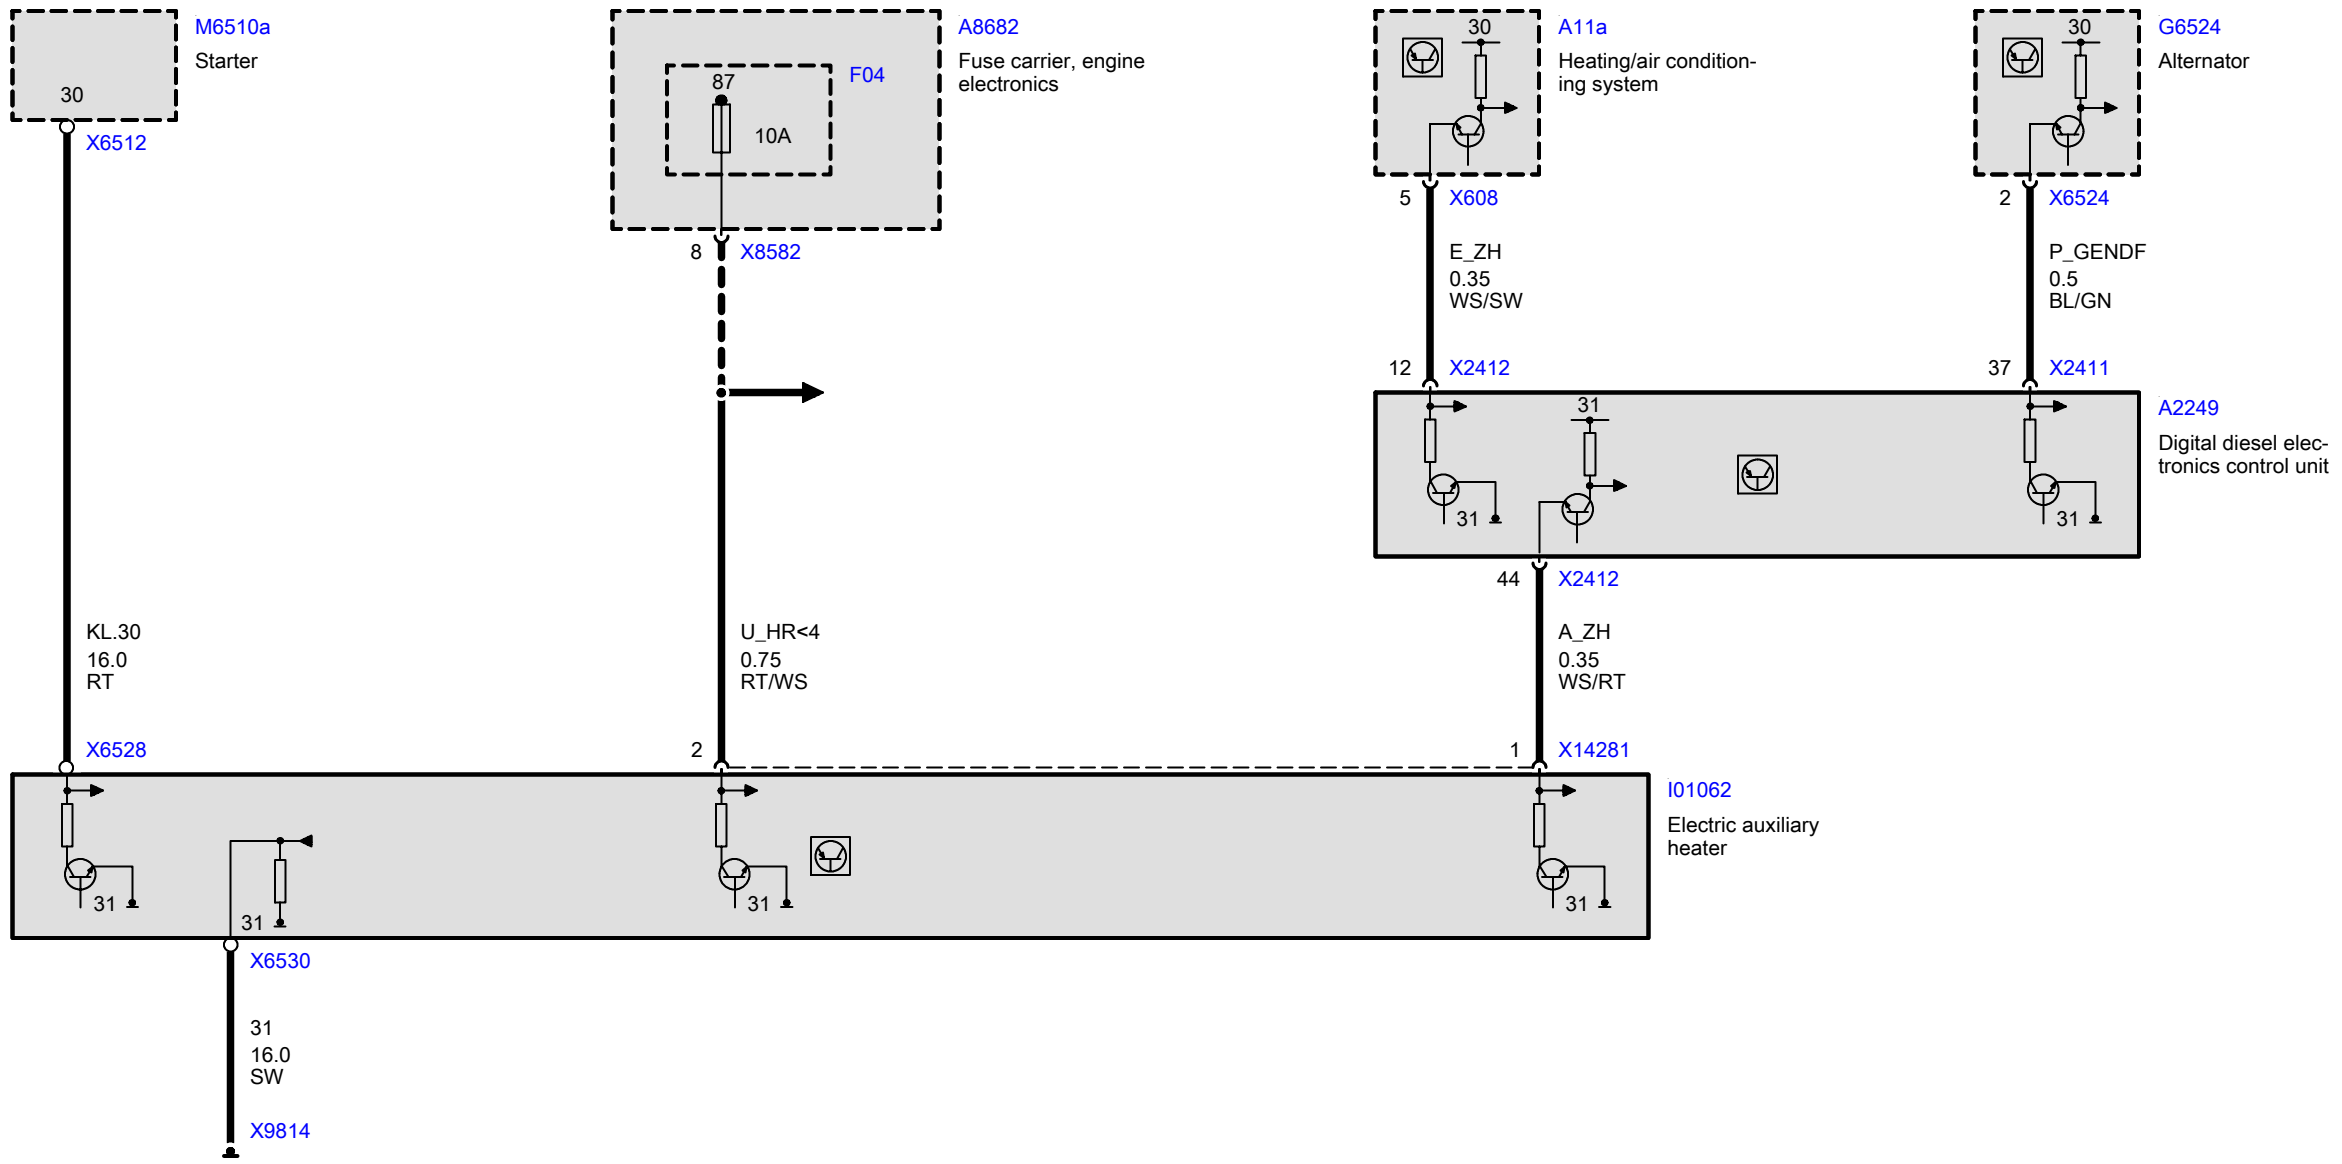 M6510a
Starter
30
X6512
A8682
Fuse carrier, engine
electronics
F04
87
10A
8
X8582
A11a
Heating/air condition-
ing system
30
5
X608
E_ZH
0.35
WS/SW
G6524
Alternator
30
2
X6524
P_GENDF
0.5
BL/GN
12
X2412
37
X2411
A2249
Digital diesel elec-
tronics control unit
31
31
31
44
X2412
KL.30
16.0
RT
U_HR<4
0.75
RT/WS
A_ZH
0.35
WS/RT
X6528
2
1
X14281
I01062
Electric auxiliary
heater
31
31
31
31
X6530
31
16.0
SW
X9814